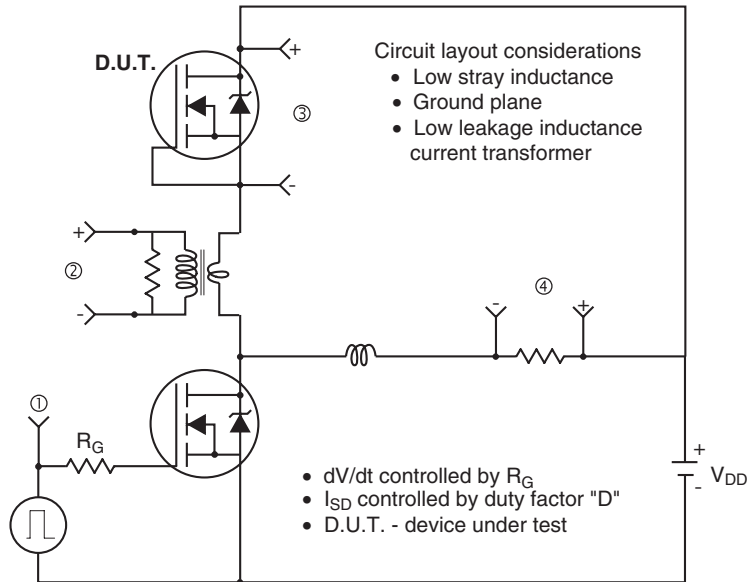 D.U.T.
+
③
-
Circuit layout considerations
• Low stray inductance
• Ground plane
• Low leakage inductance
current transformer
+
②
-
④
-
+
①
R_G
+
V_DD
-
• dV/dt controlled by R_G
• I_SD controlled by duty factor "D"
• D.U.T. - device under test